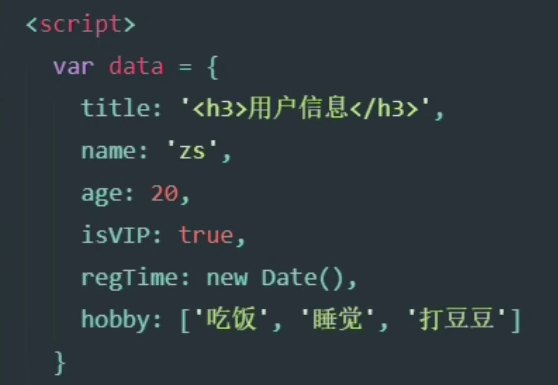 <script>
var data = {
title: '<h3>用户信息</h3>',
name: 'zs',
age: 20,
isVIP: true,
regTime: new Date(),
hobby: ['吃饭', '睡觉', '打豆豆']
}